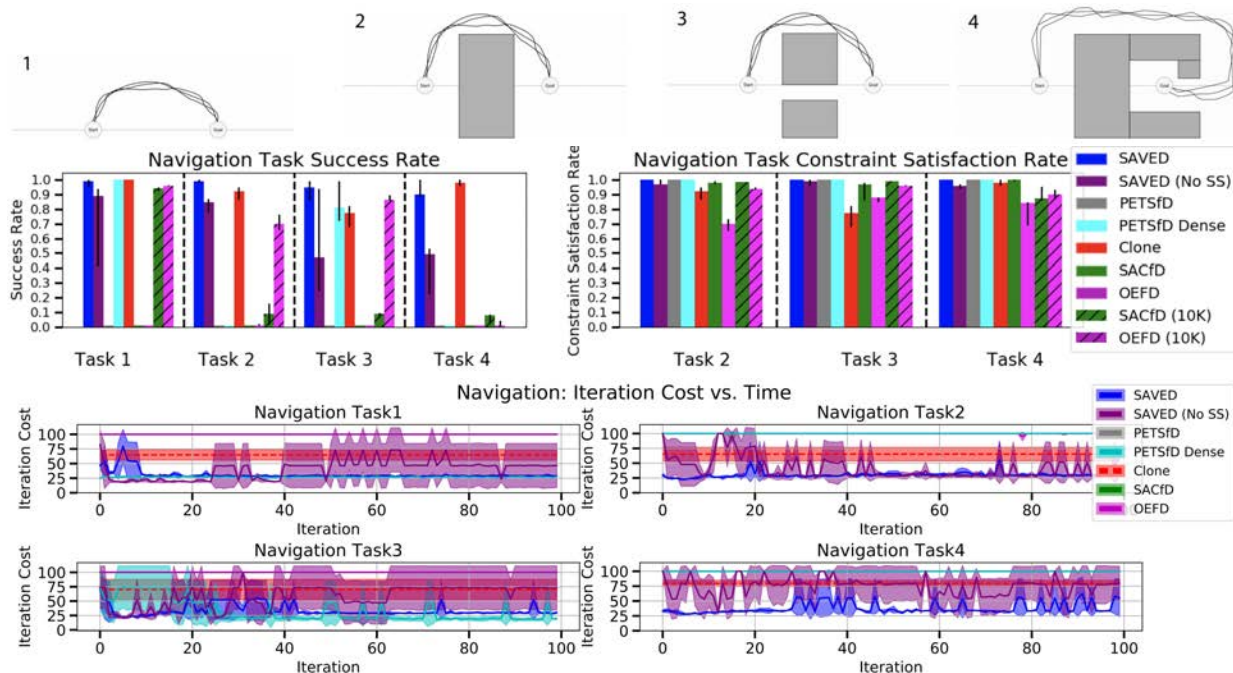 1
2
3
4
Start
Goal
Start
Goal
Start
Goal
Start
Goal
Navigation Task Success Rate
Success Rate
1.0
0.9
0.8
0.7
0.6
0.5
0.4
0.3
0.2
0.1
0.0
Task 1
Task 2
Task 3
Task 4
Navigation Task Constraint Satisfaction Rate
Constraint Satisfaction Rate
1.0
0.9
0.8
0.7
0.6
0.5
0.4
0.3
0.2
0.1
0.0
Task 2
Task 3
Task 4
SAVED
SAVED (No SS)
PETSfD
PETSfD Dense
Clone
SACfD
OEFD
SACfD (10K)
OEFD (10K)
Navigation: Iteration Cost vs. Time
Navigation Task1
Iteration Cost
100
75
50
25
0
0 20 40 60 80 100
Iteration
Navigation Task2
Iteration Cost
100
75
50
25
0
0 20 40 60 80
Iteration
SAVED
SAVED (No SS)
PETSfD
PETSfD Dense
Clone
SACfD
OEFD
Navigation Task3
Iteration Cost
100
75
50
25
0
0 20 40 60 80 100
Iteration
Navigation Task4
Iteration Cost
100
75
50
25
0
0 20 40 60 80 100
Iteration